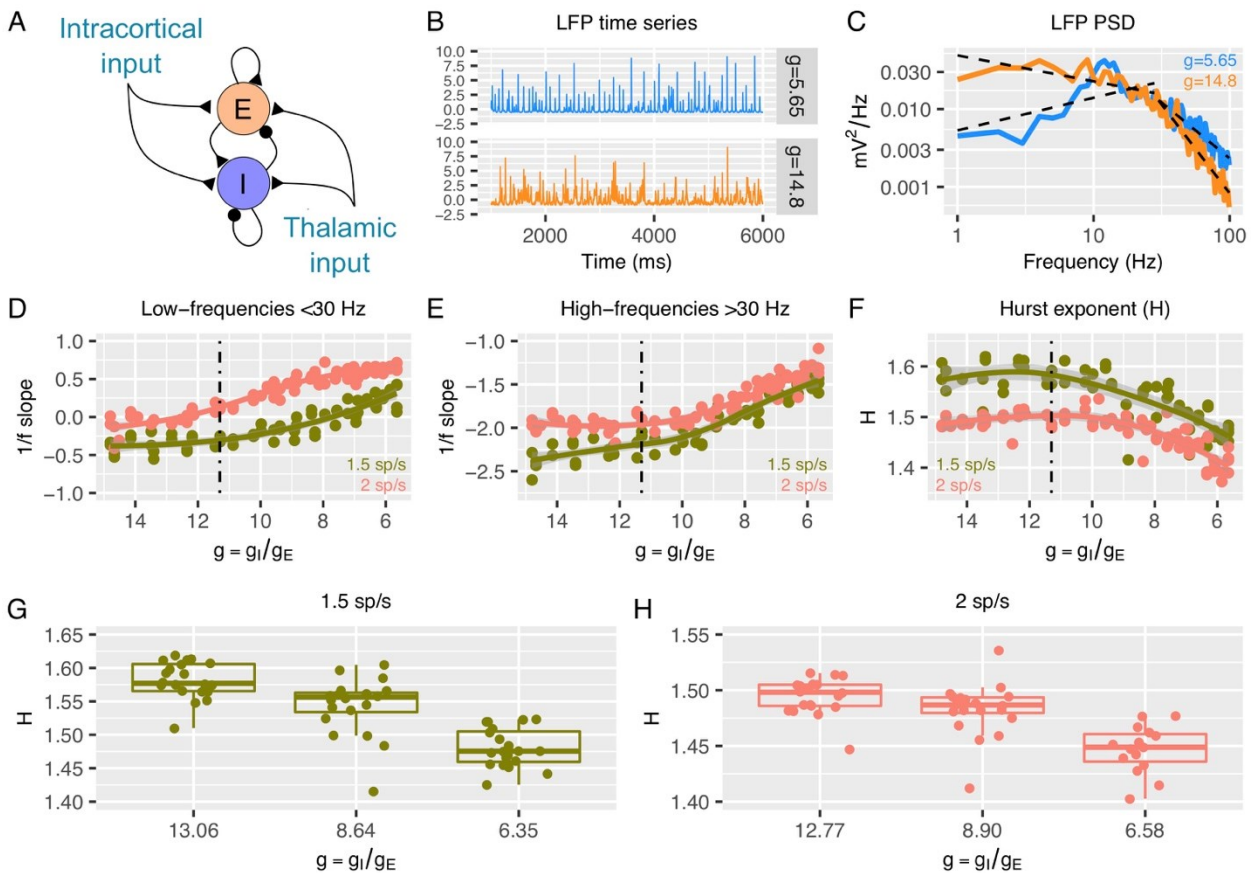 A
Intracortical
input
E
I
Thalamic
input
B
LFP time series
10.0
7.5
5.0
2.5
0.0
−2.5
g=5.65
10.0
7.5
5.0
2.5
0.0
−2.5
g=14.8
2000
4000
6000
Time (ms)
C
LFP PSD
g=5.65
g=14.8
mV²/Hz
0.030
0.010
0.003
0.001
1
10
100
Frequency (Hz)
D
Low−frequencies <30 Hz
1/f slope
1.0
0.5
0.0
−0.5
−1.0
1.5 sp/s
2 sp/s
14
12
10
8
6
g = gI/gE
E
High−frequencies >30 Hz
1/f slope
−1.0
−1.5
−2.0
−2.5
1.5 sp/s
2 sp/s
14
12
10
8
6
g = gI/gE
F
Hurst exponent (H)
H
1.6
1.5
1.4
1.5 sp/s
2 sp/s
14
12
10
8
6
g = gI/gE
G
1.5 sp/s
H
1.65
1.60
1.55
1.50
1.45
1.40
13.06
8.64
6.35
g = gI/gE
H
2 sp/s
H
1.55
1.50
1.45
1.40
12.77
8.90
6.58
g = gI/gE